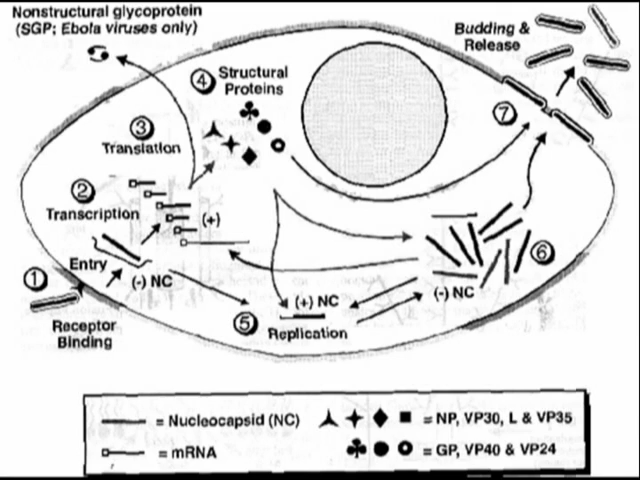 Nonstructural glycoprotein
(SGP: Ebola viruses only)
Budding &
Release
④ Structural
Proteins
③
Translation
⑦
②
Transcription
(+)
Entry
①
(-) NC
⑥
Receptor
Binding
⑤
(+) NC
Replication
(-) NC
= Nucleocapsid (NC)
= NP, VP30, L & VP35
= mRNA
= GP, VP40 & VP24